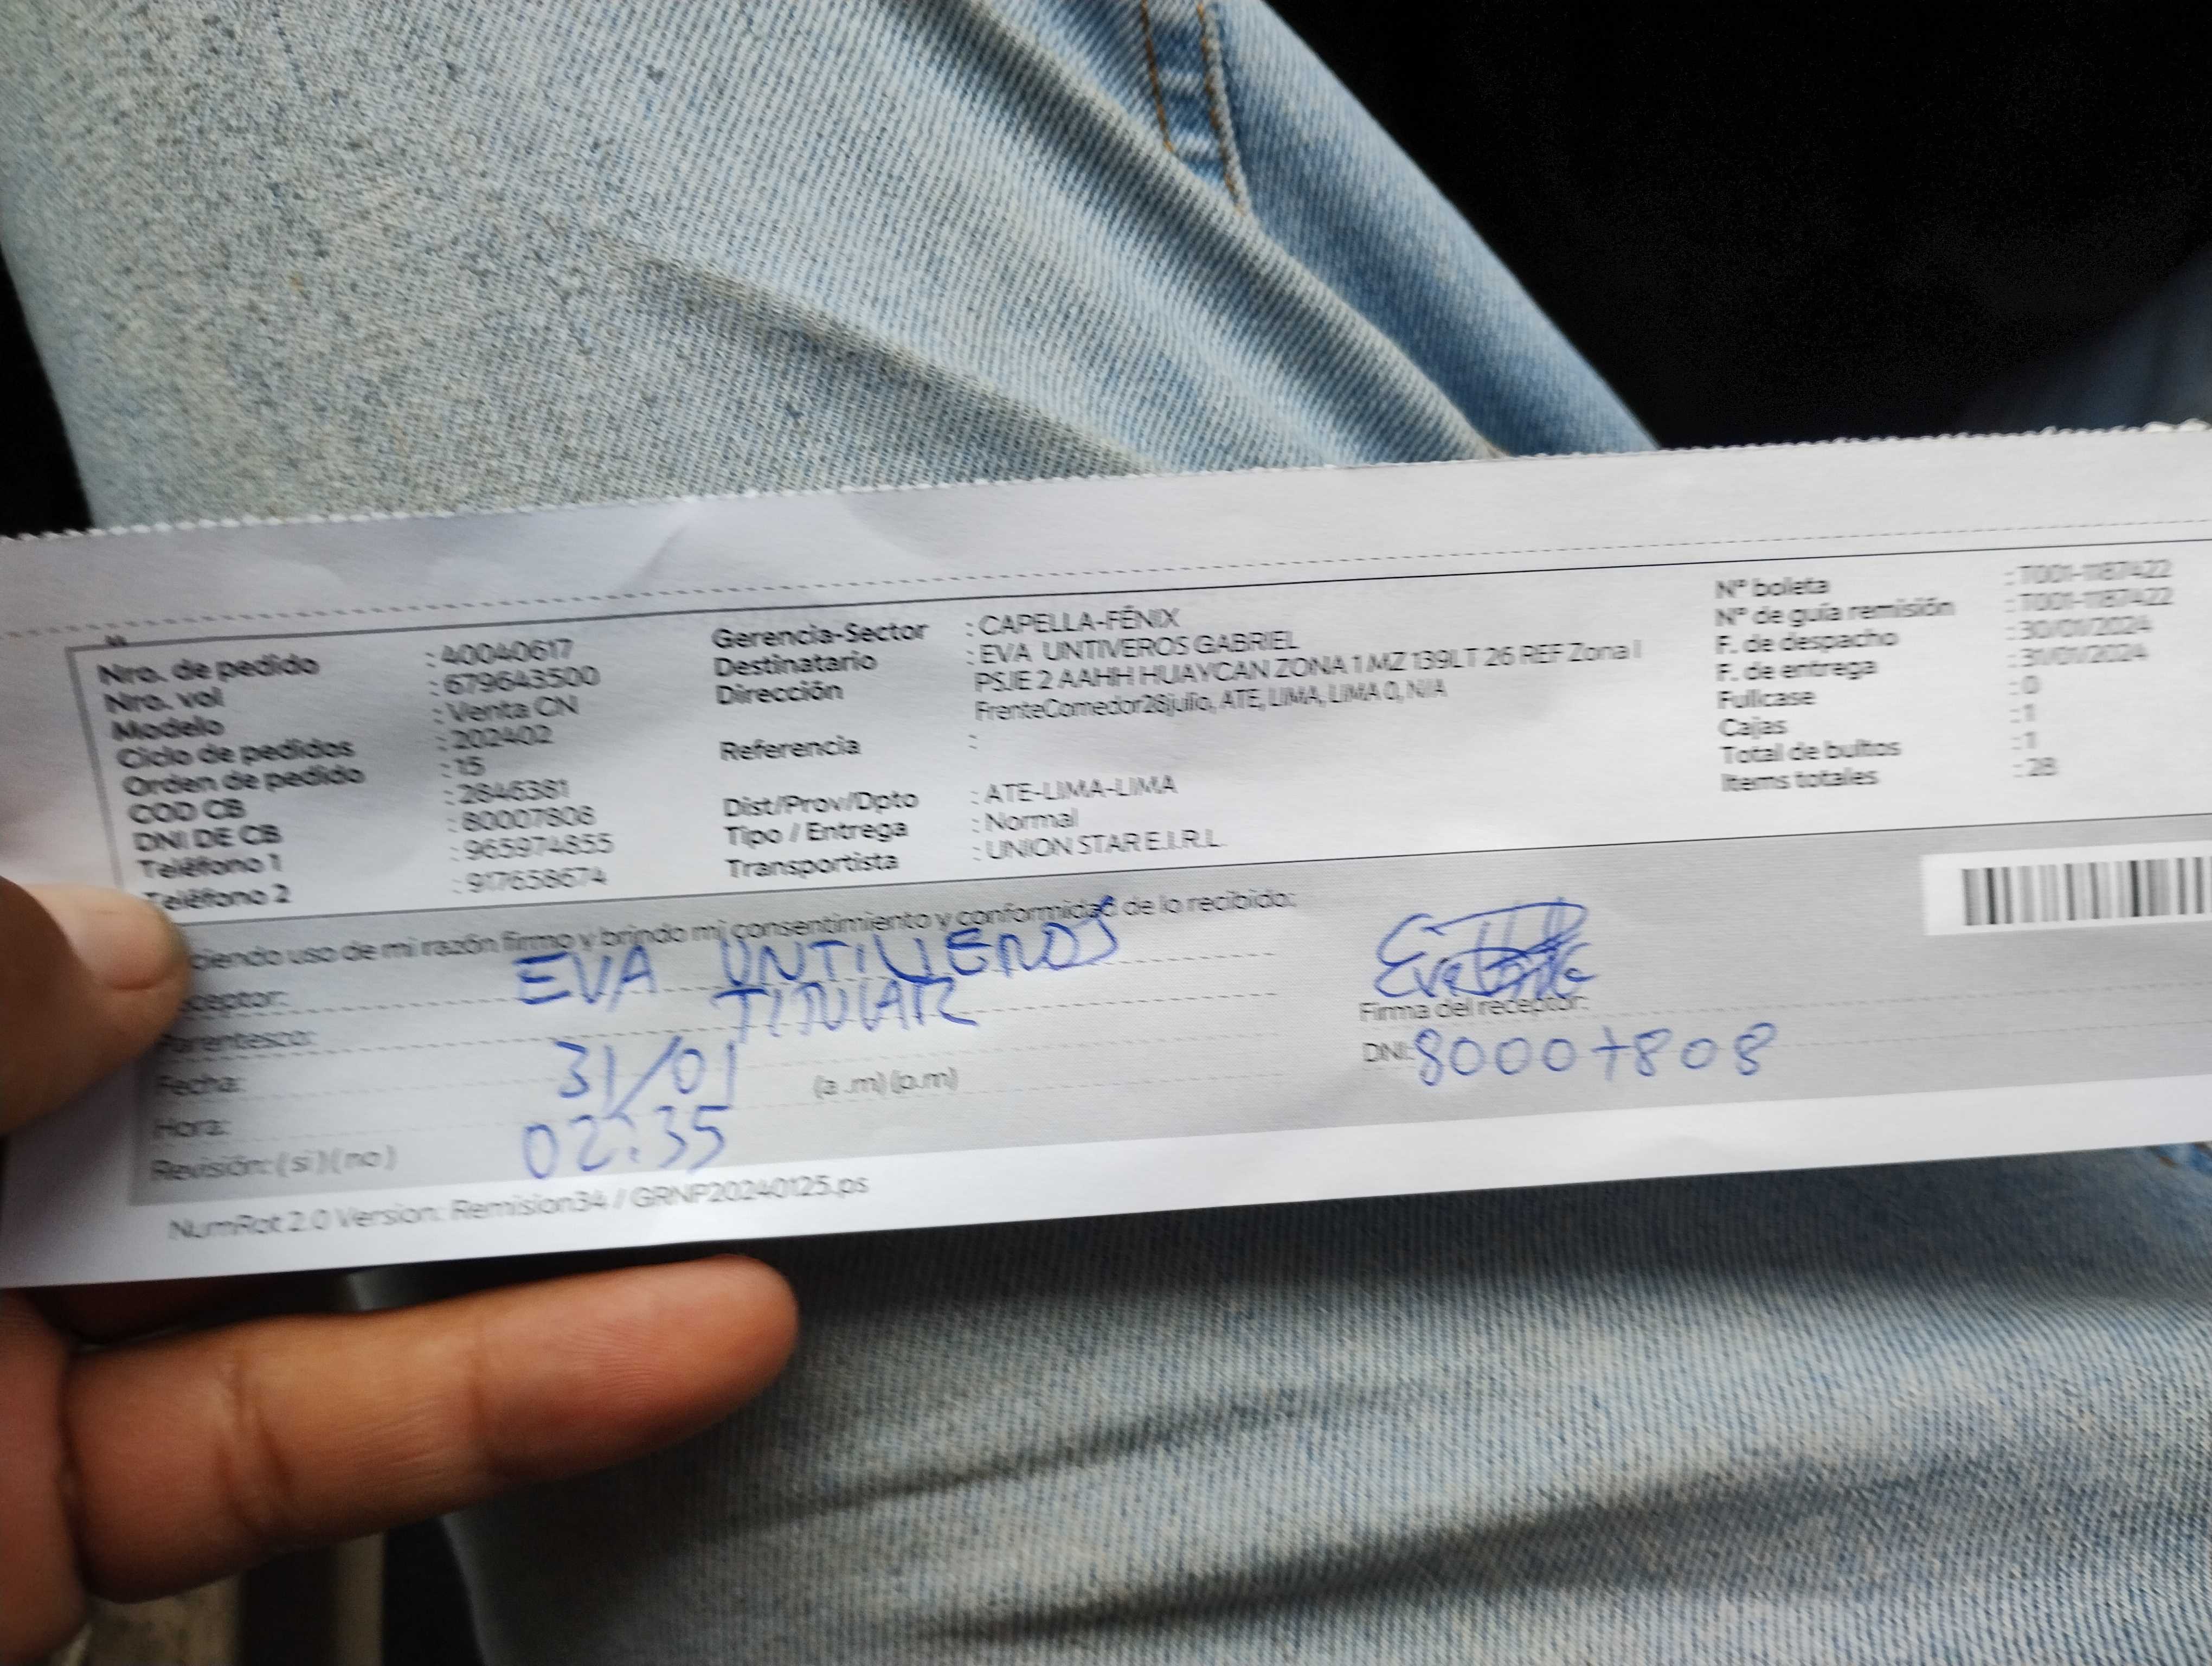 Nro. de pedido : 40040617
Nro. vol : 679643500
Modelo : Venta CN
Ciclo de pedidos : 202402
Orden de pedido : 15
COD CB : 2846381
DNI DE CB : 80007808
Teléfono 1 : 965974855
Teléfono 2 : 917658674
Gerencia-Sector : CAPELLA-FÉNIX
Destinatario : EVA UNTIVEROS GABRIEL
Dirección PSJE 2 AAHH HUAYCAN ZONA 1 MZ 139LT 26 REF Zona I
FrenteComedor28julio, ATE, LIMA, LIMA 0, N/A
Referencia :
Dist/Prov/Dpto : ATE-LIMA-LIMA
Tipo / Entrega : Normal
Transportista : UNION STAR E.I.R.L.
N° boleta : T001-1187422
N° de guía remisión : T001-1187422
F. de despacho : 30/01/2024
F. de entrega : 31/01/2024
Fullcase : 0
Cajas : 1
Total de bultos : 1
Items totales : 28
ciendo uso de mi razón firmo y brindo mi consentimiento y conformidad de lo recibido:
ceptor: EVA UNTIVEROS
arentesco: TITULAR
Fecha: 31/01
Hora: 02:35 (a .m) (p.m)
Revisión: ( si ) ( no )
Firma del receptor:
DNI: 80007808
NumRot 2.0 Version: Remision34 / GRNP20240125.ps